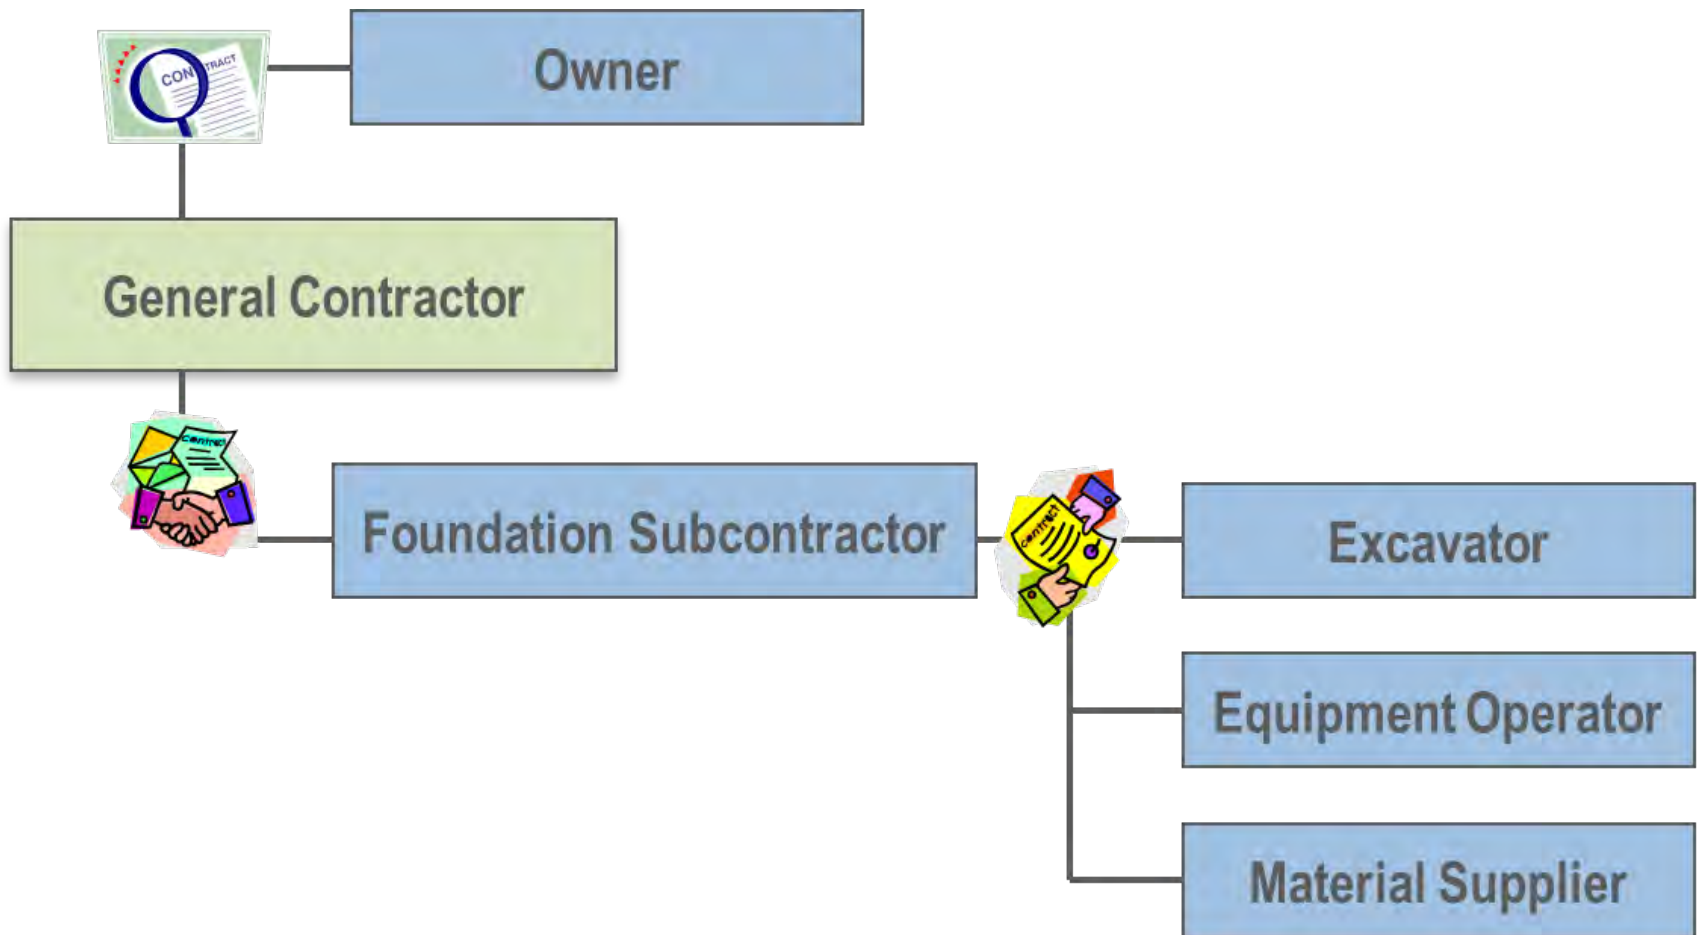 CONTRACT
Owner
General Contractor
Contract
Foundation Subcontractor
Contract
Excavator
Equipment Operator
Material Supplier